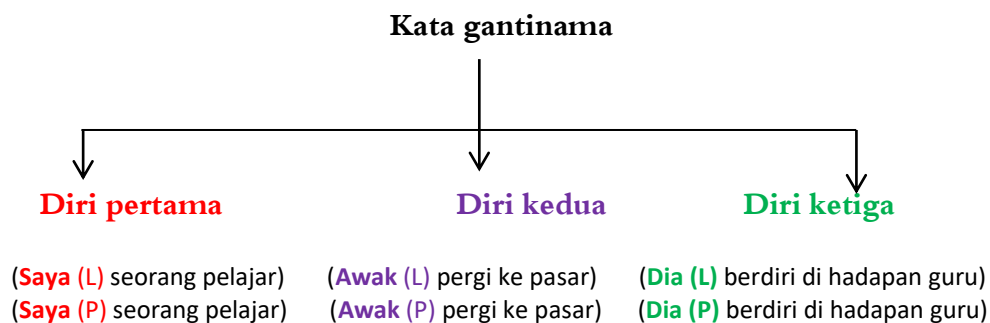 Kata gantinama
Diri pertama
Diri kedua
Diri ketiga
(Saya (L) seorang pelajar)
(Awak (L) pergi ke pasar)
(Dia (L) berdiri di hadapan guru)
(Saya (P) seorang pelajar)
(Awak (P) pergi ke pasar)
(Dia (P) berdiri di hadapan guru)